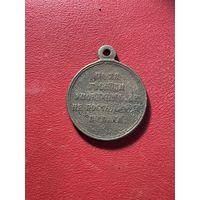 НА ТЯ
ГОСПОДИ
УПОВАХОМЪ ДА
НЕ ПОСТЫДИМСЯ
ВО ВѢКИ